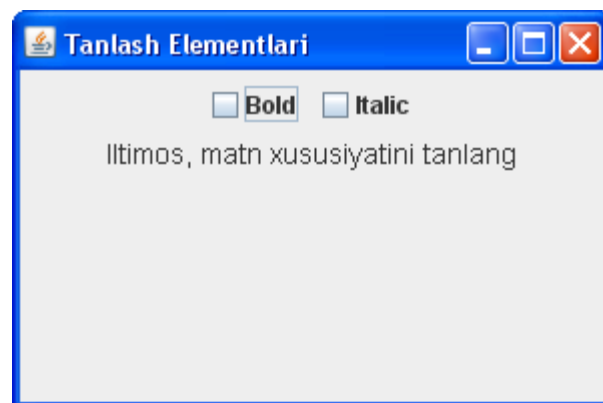 Tanlash Elementlari
Bold Italic
Iltimos, matn xususiyatini tanlang